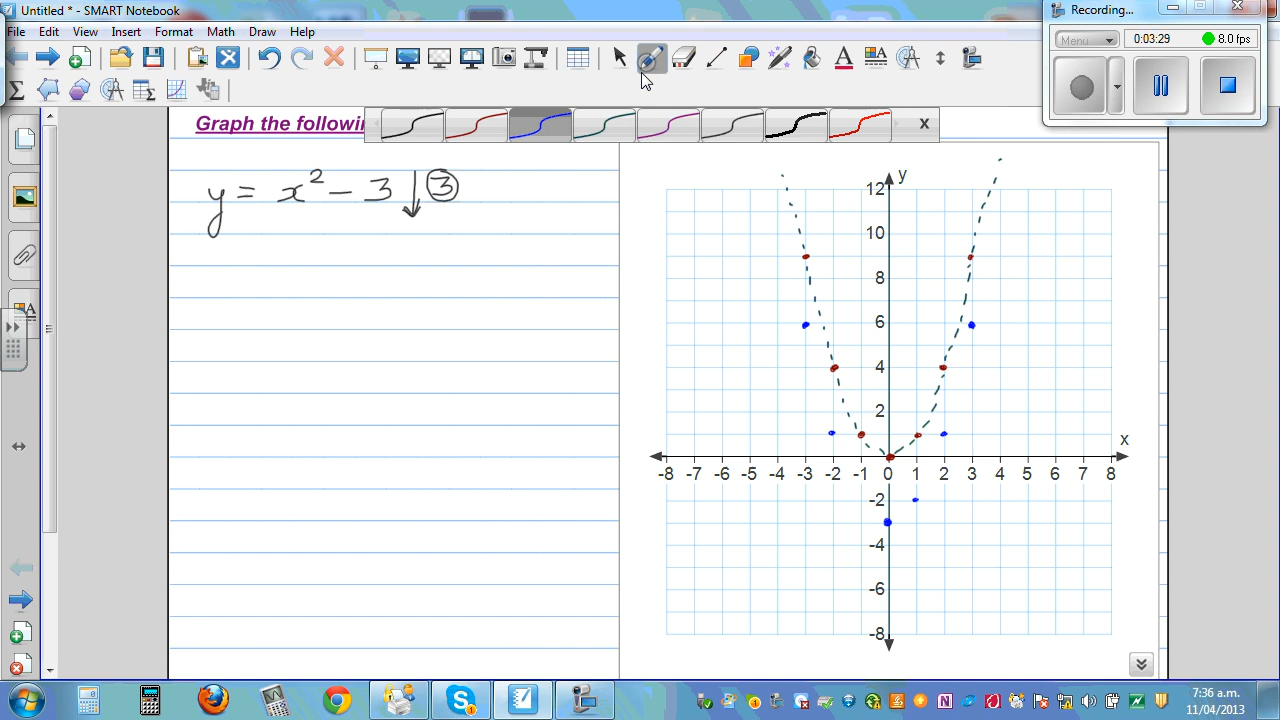 Untitled * - SMART Notebook
Recording...
File Edit View Insert Format Math Draw Help
Menu
0:03:29
8.0 fps
Graph the followin
x
y = x² - 3 ↓ ③
y
12
10
8
6
4
2
x
-8 -7 -6 -5 -4 -3 -2 -1 0 1 2 3 4 5 6 7 8
-2
-4
-6
-8
7:36 a.m.
11/04/2013